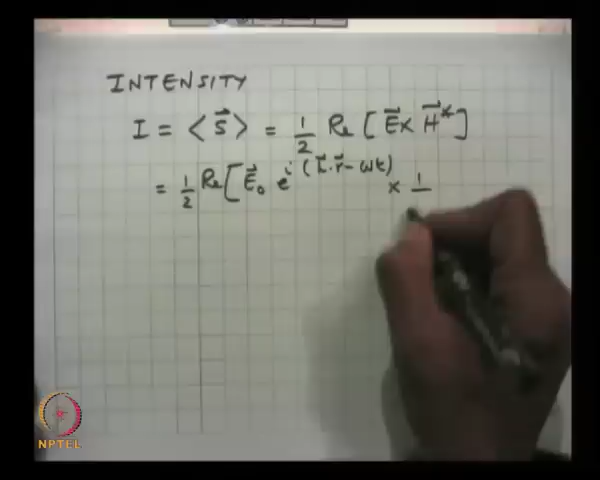 INTENSITY
I = < S⃗ > = 1/2 Re [ E⃗ x H⃗* ]
= 1/2 Re [ E⃗₀ e^i(k⃗.r⃗-ωt) x 1/
NPTEL